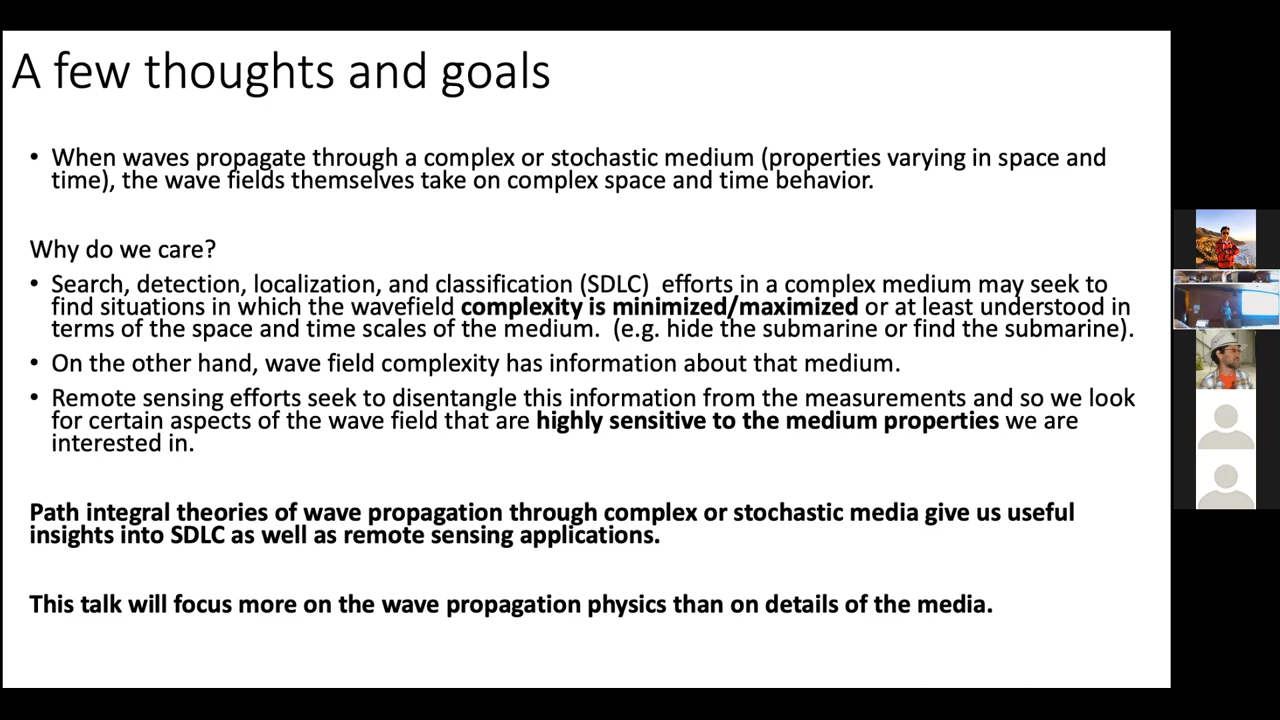 A few thoughts and goals
• When waves propagate through a complex or stochastic medium (properties varying in space and
time), the wave fields themselves take on complex space and time behavior.
Why do we care?
• Search, detection, localization, and classification (SDLC) efforts in a complex medium may seek to
find situations in which the wavefield complexity is minimized/maximized or at least understood in
terms of the space and time scales of the medium. (e.g. hide the submarine or find the submarine).
• On the other hand, wave field complexity has information about that medium.
• Remote sensing efforts seek to disentangle this information from the measurements and so we look
for certain aspects of the wave field that are highly sensitive to the medium properties we are
interested in.
Path integral theories of wave propagation through complex or stochastic media give us useful
insights into SDLC as well as remote sensing applications.
This talk will focus more on the wave propagation physics than on details of the media.